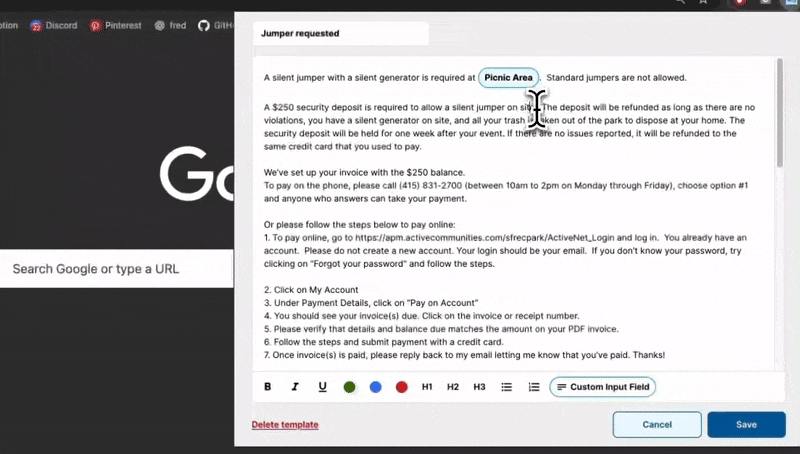 ption Discord Pinterest fred GitH
Jumper requested
A silent jumper with a silent generator is required at Picnic Area. Standard jumpers are not allowed.
A $250 security deposit is required to allow a silent jumper on site. The deposit will be refunded as long as there are no
violations, you have a silent generator on site, and all your trash is taken out of the park to dispose at your home. The
security deposit will be held for one week after your event. If there are no issues reported, it will be refunded to the
same credit card that you used to pay.
We've set up your invoice with the $250 balance.
To pay on the phone, please call (415) 831-2700 (between 10am to 2pm on Monday through Friday), choose option #1
and anyone who answers can take your payment.
Or please follow the steps below to pay online:
1. To pay online, go to https://apm.activecommunities.com/sfrecpark/ActiveNet_Login and log in. You already have an
account. Please do not create a new account. Your login should be your email. If you don't know your password, try
clicking on "Forgot your password" and follow the steps.
2. Click on My Account
3. Under Payment Details, click on "Pay on Account"
4. You should see your invoice(s) due. Click on the invoice or receipt number.
5. Please verify that details and balance due matches the amount on your PDF invoice.
6. Follow the steps and submit payment with a credit card.
7. Once invoice(s) is paid, please reply back to my email letting me know that you've paid. Thanks!
Go
Search Google or type a URL
B I U H1 H2 H3 Custom Input Field
Delete template Cancel Save